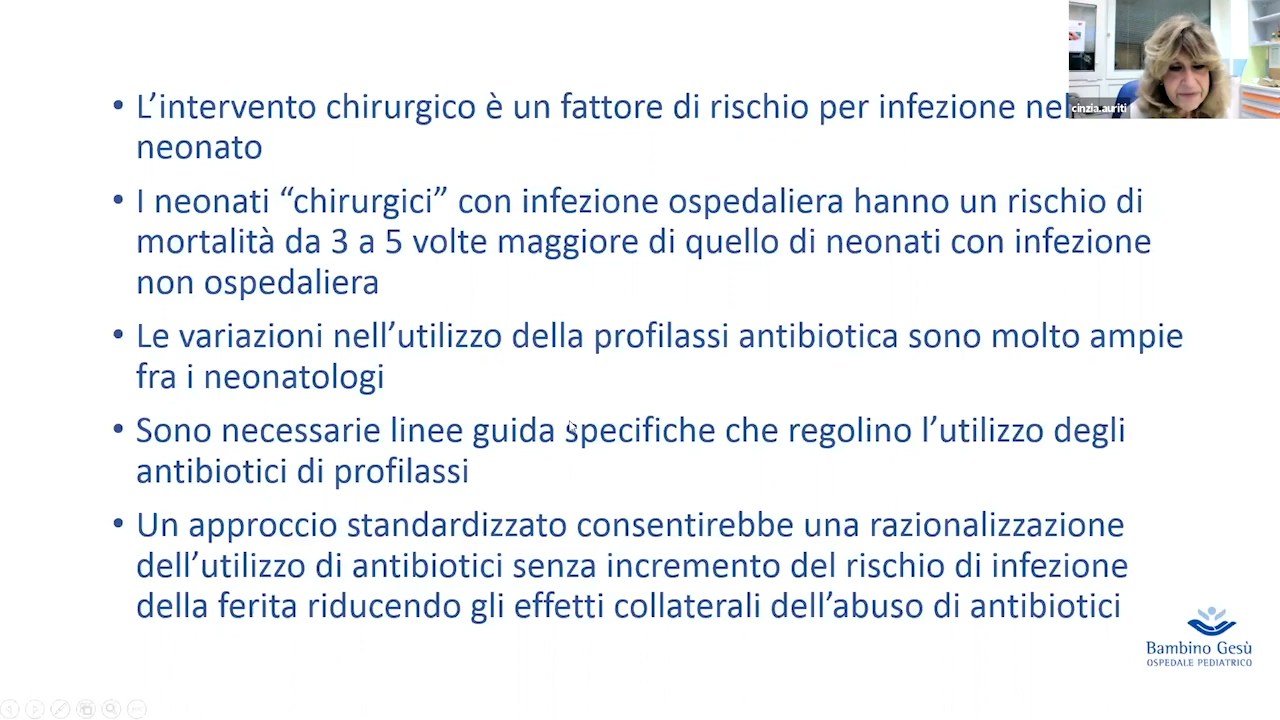 • L’intervento chirurgico è un fattore di rischio per infezione nel
neonato
• I neonati “chirurgici” con infezione ospedaliera hanno un rischio di
mortalità da 3 a 5 volte maggiore di quello di neonati con infezione
non ospedaliera
• Le variazioni nell’utilizzo della profilassi antibiotica sono molto ampie
fra i neonatologi
• Sono necessarie linee guida specifiche che regolino l’utilizzo degli
antibiotici di profilassi
• Un approccio standardizzato consentirebbe una razionalizzazione
dell’utilizzo di antibiotici senza incremento del rischio di infezione
della ferita riducendo gli effetti collaterali dell’abuso di antibiotici
cinzia.auriti
Bambino Gesù
OSPEDALE PEDIATRICO